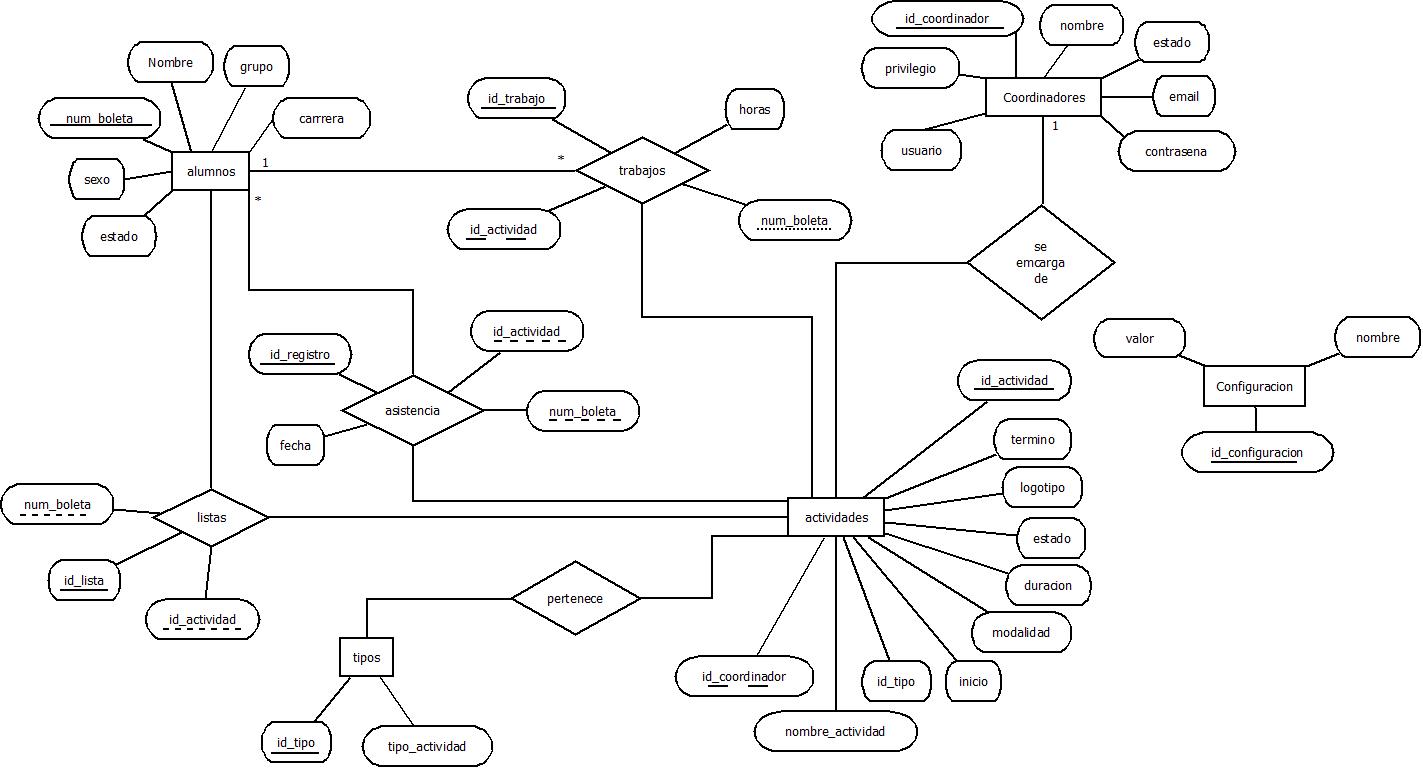 id_coordinador
nombre
estado
privilegio
Coordinadores
email
1
usuario
contrasena
Nombre
grupo
num_boleta
carrrera
alumnos
1
sexo
*
estado
id_trabajo
horas
*
trabajos
id_actividad
num_boleta
se
emcarga
de
valor
nombre
Configuracion
id_configuracion
id_actividad
id_registro
asistencia
num_boleta
fecha
id_actividad
termino
logotipo
actividades
estado
duracion
modalidad
num_boleta
listas
id_lista
id_actividad
pertenece
tipos
id_coordinador
id_tipo
inicio
nombre_actividad
id_tipo
tipo_actividad